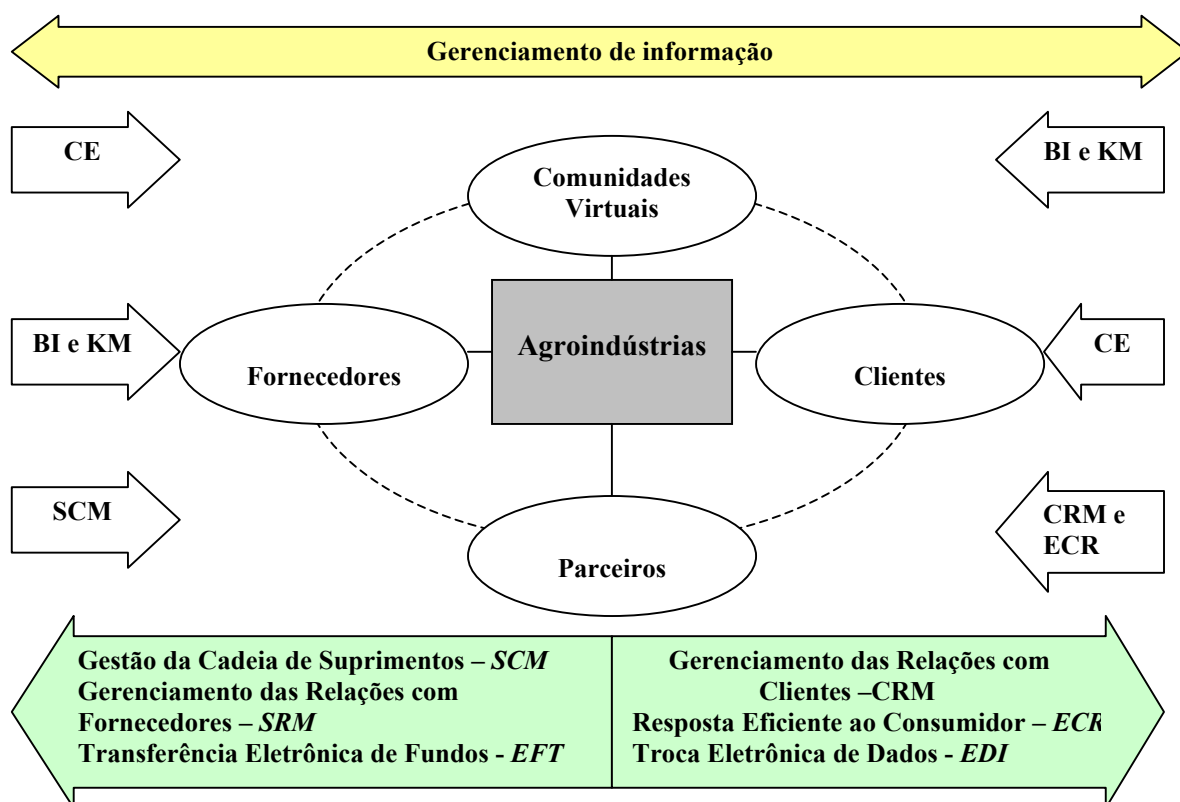 Gerenciamento de informação
CE
BI e KM
Comunidades
Virtuais
BI e KM
Fornecedores
Agroindústrias
Clientes
CE
SCM
Parceiros
CRM e
ECR
Gestão da Cadeia de Suprimentos – SCM
Gerenciamento das Relações com
Fornecedores – SRM
Transferência Eletrônica de Fundos - EFT
Gerenciamento das Relações com
Clientes –CRM
Resposta Eficiente ao Consumidor – ECR
Troca Eletrônica de Dados - EDI